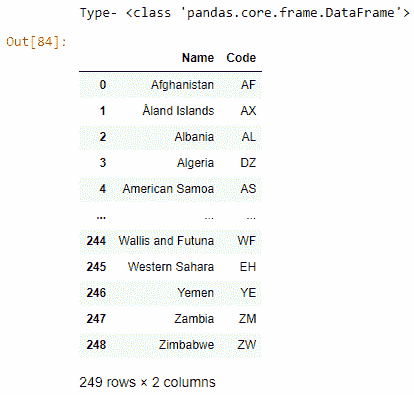 Type- <class 'pandas.core.frame.DataFrame'>
Out[84]:
Name Code
0 Afghanistan AF
1 Åland Islands AX
2 Albania AL
3 Algeria DZ
4 American Samoa AS
... ... ...
244 Wallis and Futuna WF
245 Western Sahara EH
246 Yemen YE
247 Zambia ZM
248 Zimbabwe ZW
249 rows × 2 columns